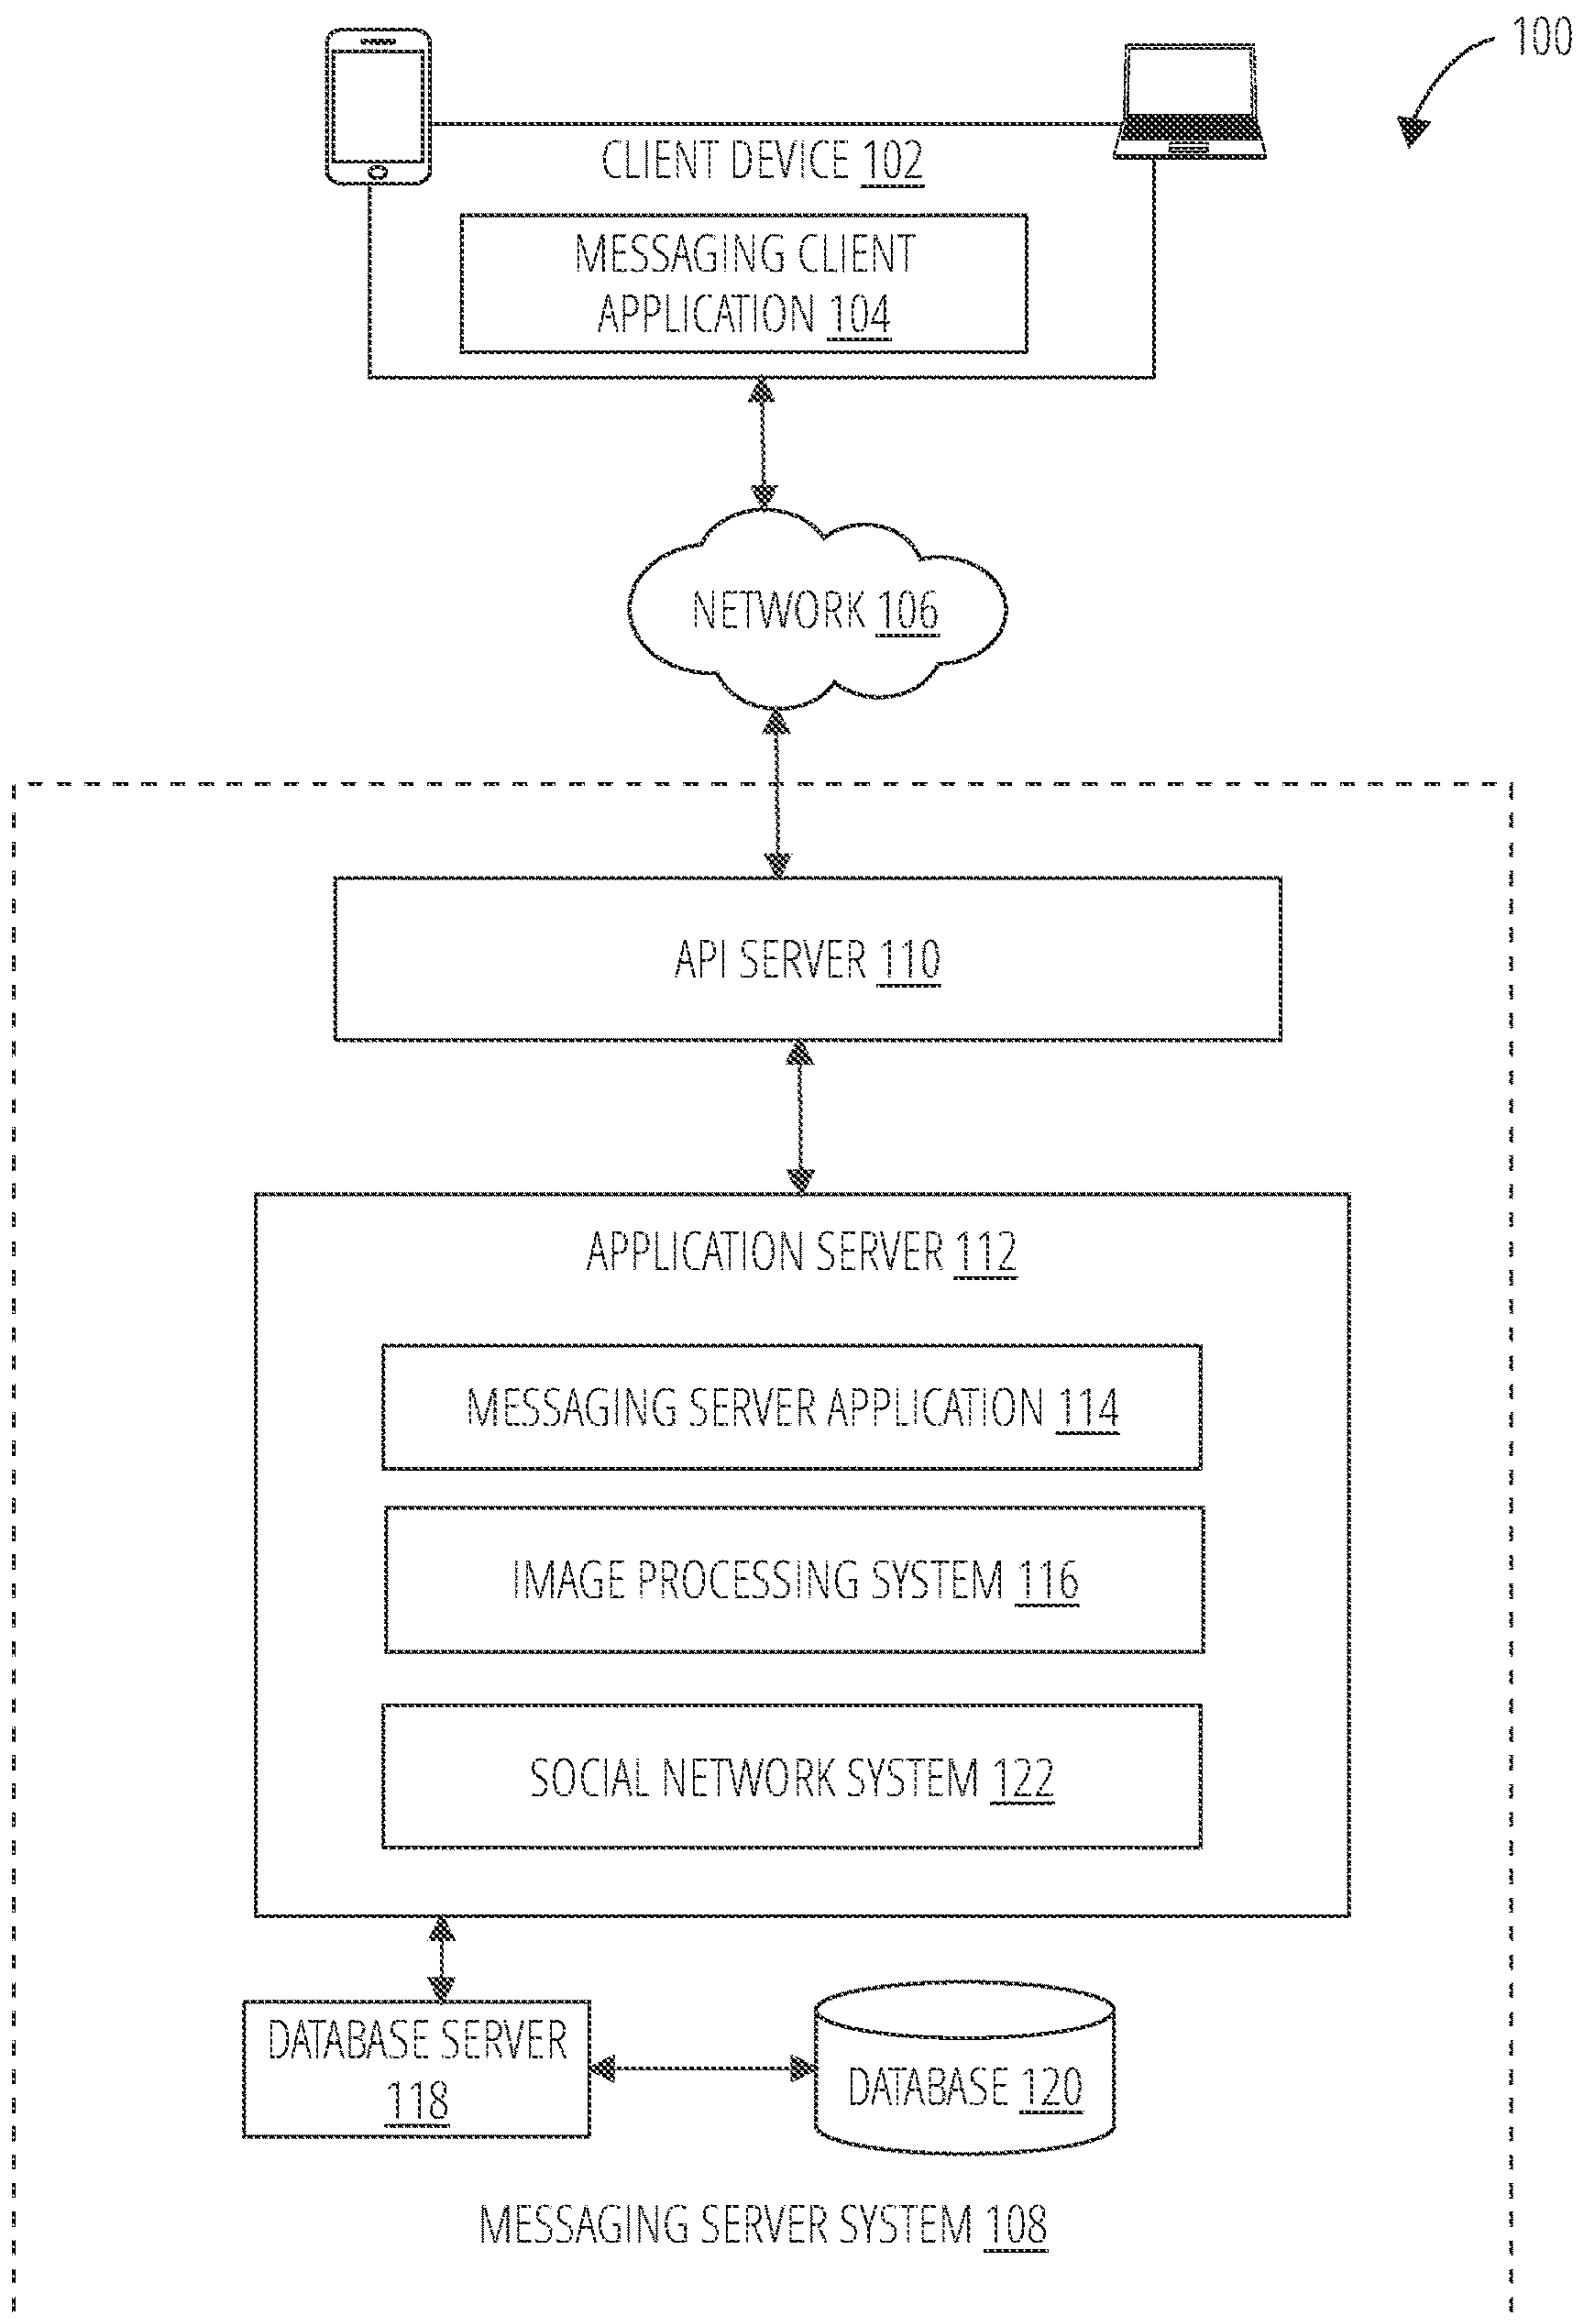 100
CLIENT DEVICE 102
MESSAGING CLIENT
APPLICATION 104
NETWORK 106
API SERVER 110
APPLICATION SERVER 112
MESSAGING SERVER APPLICATION 114
IMAGE PROCESSING SYSTEM 116
SOCIAL NETWORK SYSTEM 122
DATABASE SERVER
118
DATABASE 120
MESSAGING SERVER SYSTEM 108